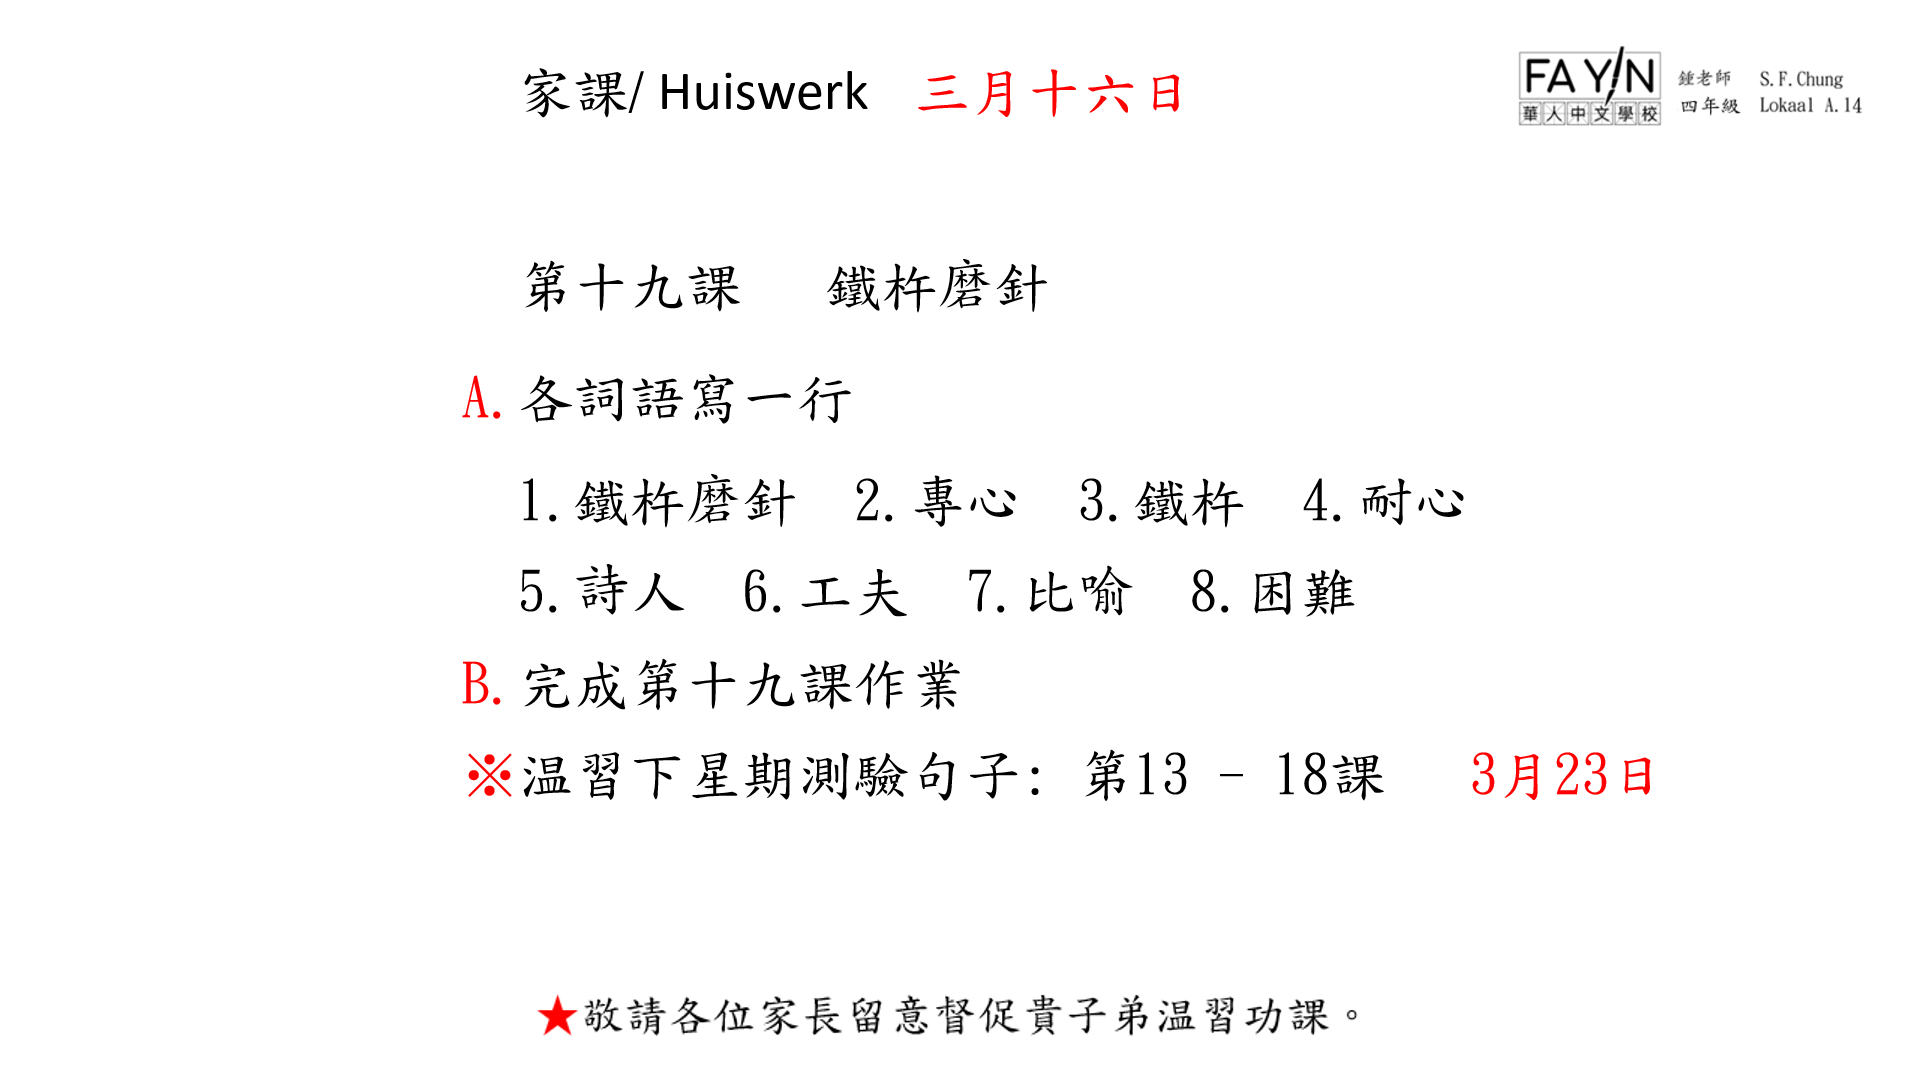 家課/ Huiswerk 三月十六日
FAYIN
華人中文學校
鍾老師 S.F.Chung
四年級 Lokaal A.14
第十九課 鐵杵磨針
A.各詞語寫一行
1.鐵杵磨針 2.專心 3.鐵杵 4.耐心
5.詩人 6.工夫 7.比喻 8.困難
B.完成第十九課作業
※温習下星期測驗句子: 第13 - 18課 3月23日
★敬請各位家長留意督促貴子弟温習功課。